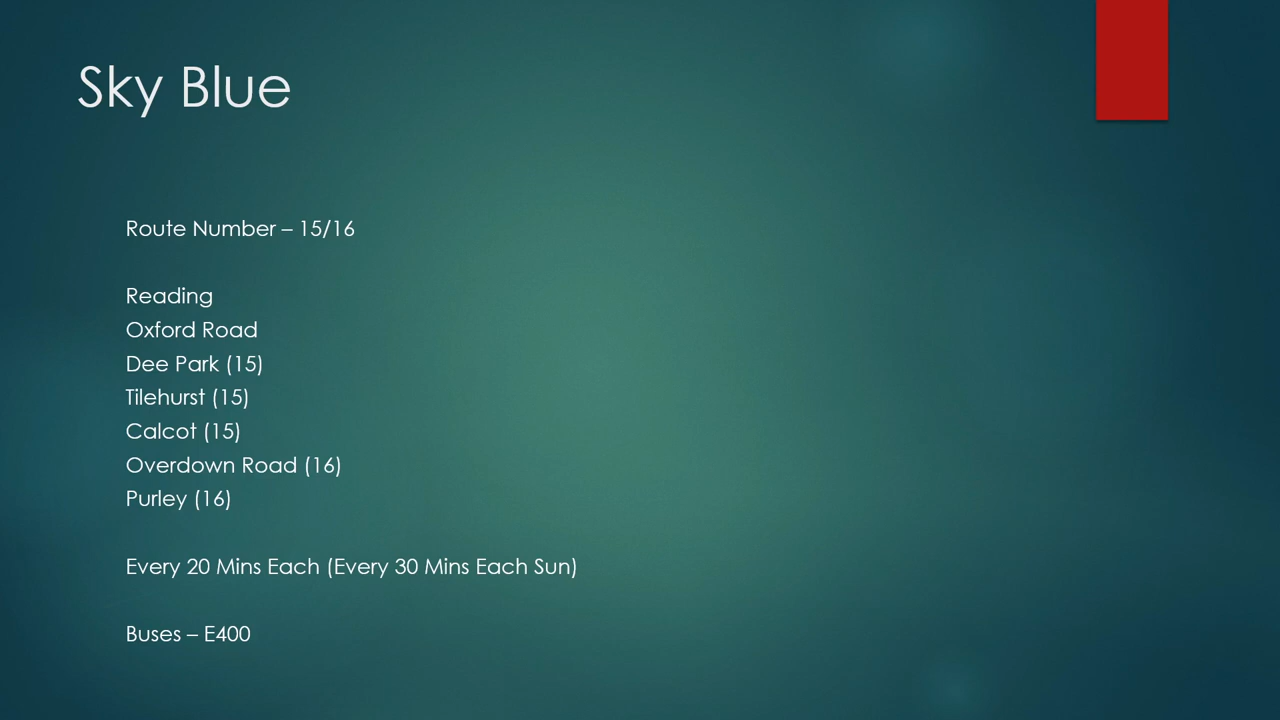 Sky Blue
Route Number – 15/16
Reading
Oxford Road
Dee Park (15)
Tilehurst (15)
Calcot (15)
Overdown Road (16)
Purley (16)
Every 20 Mins Each (Every 30 Mins Each Sun)
Buses – E400